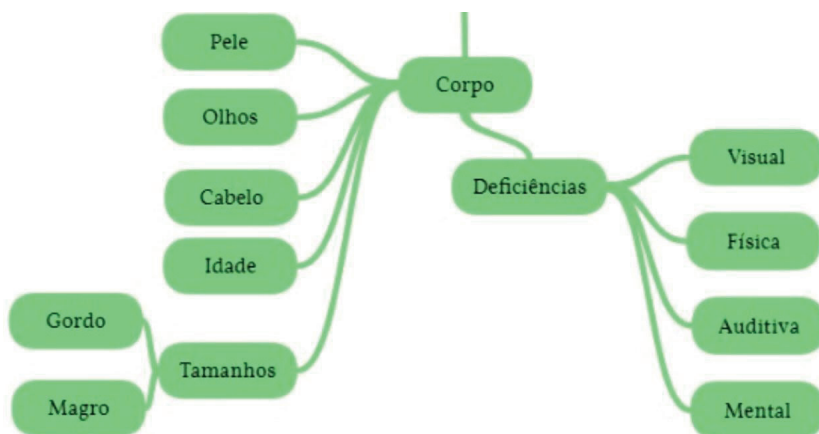 Pele
Corpo
Olhos
Cabelo
Idade
Tamanhos
Gordo
Magro
Deficiências
Visual
Física
Auditiva
Mental